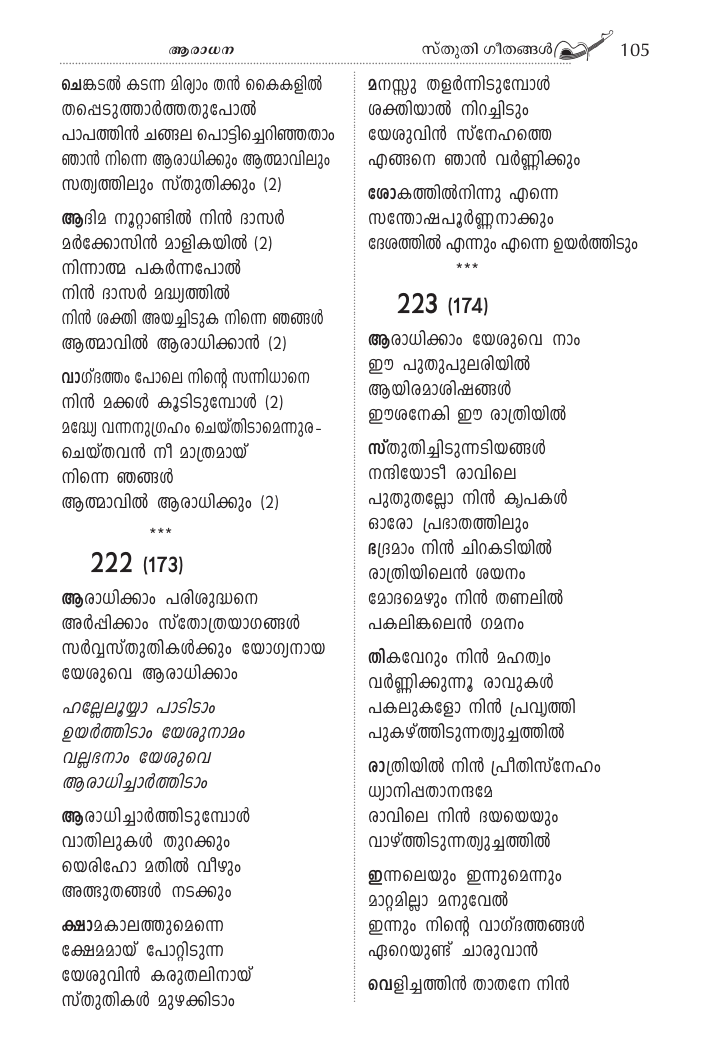 ആരാധന
സ്തുതി ഗീതങ്ങൾ 105
ചെങ്കടൽ കടന്ന മിര്യാം തൻ കൈകളിൽ
തപ്പെടുത്താർത്തതുപോൽ
പാപത്തിൻ ചങ്ങല പൊട്ടിച്ചെറിഞ്ഞതാം
ഞാൻ നിന്നെ ആരാധിക്കും ആത്മാവിലും
സത്യത്തിലും സ്തുതിക്കും (2)
ആദിമ നൂറ്റാണ്ടിൽ നിൻ ദാസർ
മർക്കോസിൻ മാളികയിൽ (2)
നിന്നാത്മ പകർന്നപോൽ
നിൻ ദാസർ മദ്ധ്യത്തിൽ
നിൻ ശക്തി അയച്ചിടുക നിന്നെ ഞങ്ങൾ
ആത്മാവിൽ ആരാധിക്കാൻ (2)
വാഗ്ദത്തം പോലെ നിന്റെ സന്നിധാനെ
നിൻ മക്കൾ കൂടിടുമ്പോൾ (2)
മദ്ധ്യേ വന്നനുഗ്രഹം ചെയ്തിടാമെന്നുര-
ചെയ്തവൻ നീ മാത്രമായ്
നിന്നെ ഞങ്ങൾ
ആത്മാവിൽ ആരാധിക്കും (2)
***
222 (173)
ആരാധിക്കാം പരിശുദ്ധനെ
അർപ്പിക്കാം സ്തോത്രയാഗങ്ങൾ
സർവ്വസ്തുതികൾക്കും യോഗ്യനായ
യേശുവെ ആരാധിക്കാം
ഹല്ലേലൂയ്യാ പാടിടാം
ഉയർത്തിടാം യേശുനാമം
വല്ലഭനാം യേശുവെ
ആരാധിച്ചാർത്തിടാം
ആരാധിച്ചാർത്തിടുമ്പോൾ
വാതിലുകൾ തുറക്കും
യെരിഹോ മതിൽ വീഴും
അത്ഭുതങ്ങൾ നടക്കും
ക്ഷാമകാലത്തുമെന്നെ
ക്ഷേമമായ് പോറ്റിടുന്ന
യേശുവിൻ കരുതലിനായ്
സ്തുതികൾ മുഴക്കിടാം
മനസ്സു തളർന്നിടുമ്പോൾ
ശക്തിയാൽ നിറച്ചിടും
യേശുവിൻ സ്നേഹത്തെ
എങ്ങനെ ഞാൻ വർണ്ണിക്കും
ശോകത്തിൽനിന്നു എന്നെ
സന്തോഷപൂർണ്ണനാക്കും
ദേശത്തിൽ എന്നും എന്നെ ഉയർത്തിടും
***
223 (174)
ആരാധിക്കാം യേശുവെ നാം
ഈ പുതുപുലരിയിൽ
ആയിരമാശിഷങ്ങൾ
ഈശനേകി ഈ രാത്രിയിൽ
സ്തുതിച്ചിടുന്നടിയങ്ങൾ
നന്ദിയോടീ രാവിലെ
പുതുതല്ലോ നിൻ കൃപകൾ
ഓരോ പ്രഭാതത്തിലും
ഭദ്രമാം നിൻ ചിറകടിയിൽ
രാത്രിയിലെൻ ശയനം
മോദമെഴും നിൻ തണലിൽ
പകലിങ്കലെൻ ഗമനം
തികവേറും നിൻ മഹത്വം
വർണ്ണിക്കുന്നൂ രാവുകൾ
പകലുകളോ നിൻ പ്രവൃത്തി
പുകഴ്ത്തിടുന്നത്യുച്ചത്തിൽ
രാത്രിയിൽ നിൻ പ്രീതിസ്നേഹം
ധ്യാനിപ്പതാനന്ദമേ
രാവിലെ നിൻ ദയയെയും
വാഴ്ത്തിടുന്നത്യുച്ചത്തിൽ
ഇന്നലെയും ഇന്നുമെന്നും
മാറ്റമില്ലാ മനുവേൽ
ഇന്നും നിന്റെ വാഗ്ദത്തങ്ങൾ
ഏറെയുണ്ട് ചാരുവാൻ
വെളിച്ചത്തിൻ താതനേ നിൻ